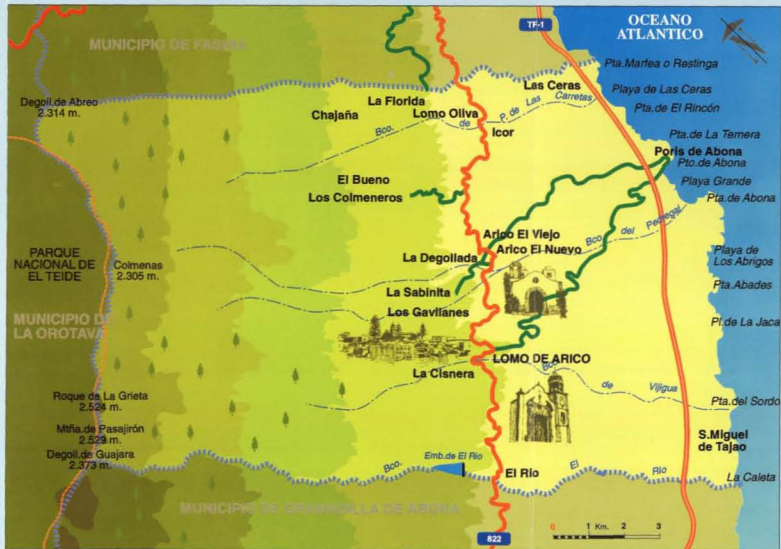 OCEANO
ATLANTICO
TF-1
MUNICIPIO DE FASNIA
Pta.Marfea o Restinga
Degoll.de Abreo
2.314 m.
La Florida
Las Ceras
Playa de Las Ceras
Chajaña
Lomo Oliva
Bco. de P. de Las Carretas
Pta.de El Rincón
Icor
Pta.de La Ternera
Poris de Abona
Pto.de Abona
El Bueno
Playa Grande
Los Colmeneros
Pta.de Abona
Arico El Viejo
Bco. del Pedregal
PARQUE
NACIONAL DE
EL TEIDE
Colmenas
2.305 m.
La Degollada
Arico El Nuevo
Playa de
Los Abrigos
La Sabinita
Pta.Abades
Los Gavilanes
MUNICIPIO DE
LA OROTAVA
Pl.de La Jaca
LOMO DE ARICO
La Cisnera
Bco. de Vijigua
Roque de La Grieta
2.524 m.
Pta.del Sordo
Mtña.de Pasajirón
2.529 m.
S.Miguel
de Tajao
Degoll.de Guajara
2.373 m.
Emb.de El Rio
Bco. El Rio
El Rio
La Caleta
MUNICIPIO DE GRANADILLA DE ABONA
822
0 1 Km. 2 3